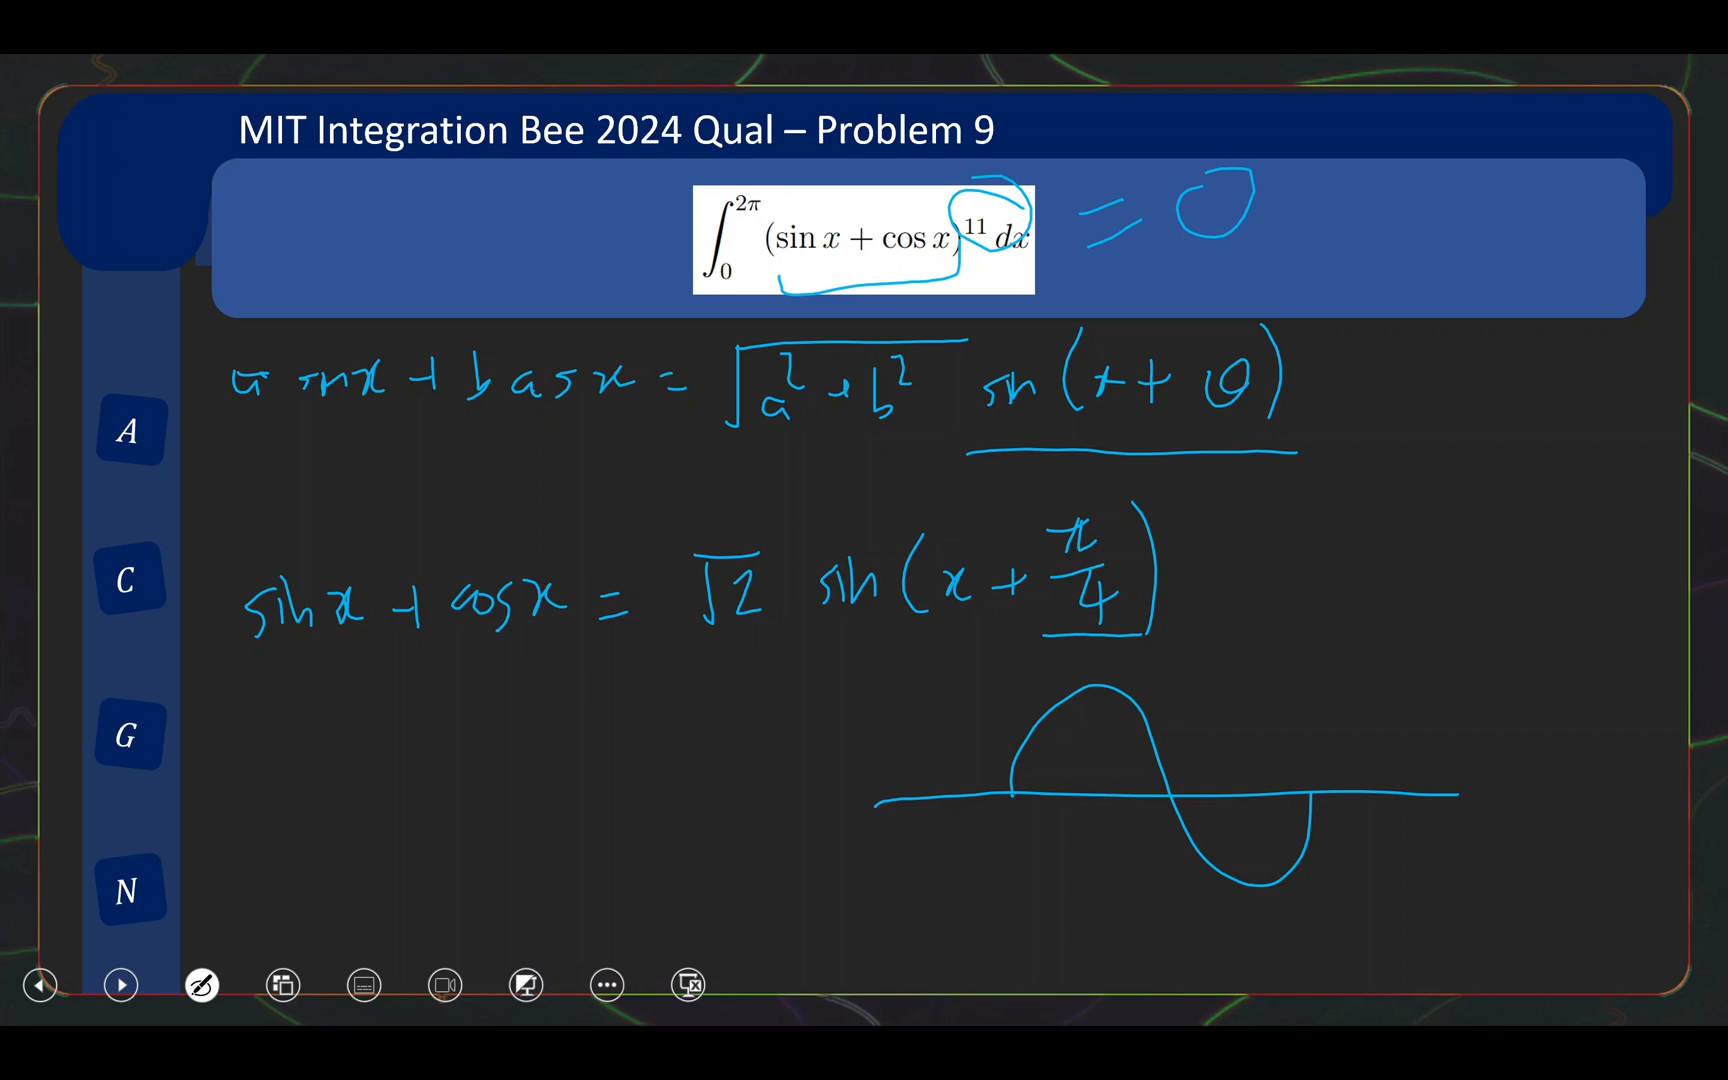 MIT Integration Bee 2024 Qual – Problem 9
∫₀^{2π} (sin x + cos x)^{11} dx = 0
a sin x + b cos x = √(a² + b²) sin(x + θ)
A
sin x + cos x = √2 sin(x + π/4)
C
G
N